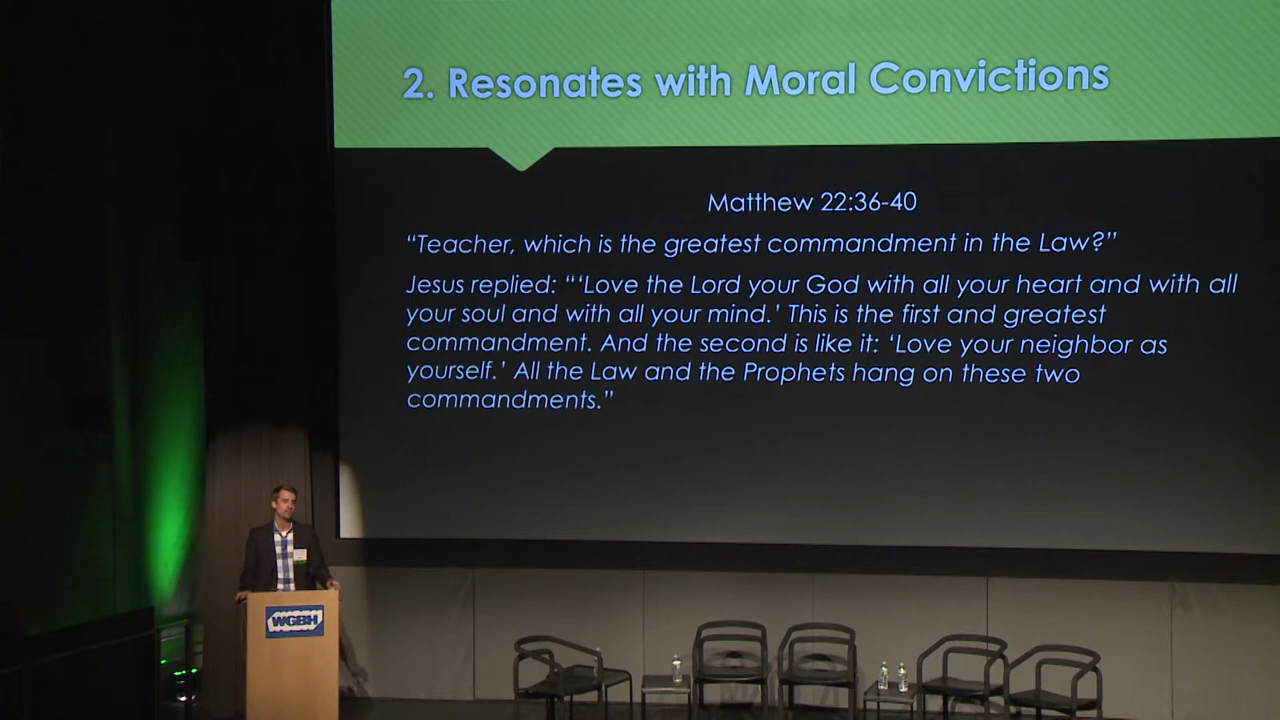 2. Resonates with Moral Convictions
Matthew 22:36-40
“Teacher, which is the greatest commandment in the Law?”
Jesus replied: “‘Love the Lord your God with all your heart and with all
your soul and with all your mind.’ This is the first and greatest
commandment. And the second is like it: ‘Love your neighbor as
yourself.’ All the Law and the Prophets hang on these two
commandments.”
WGBH